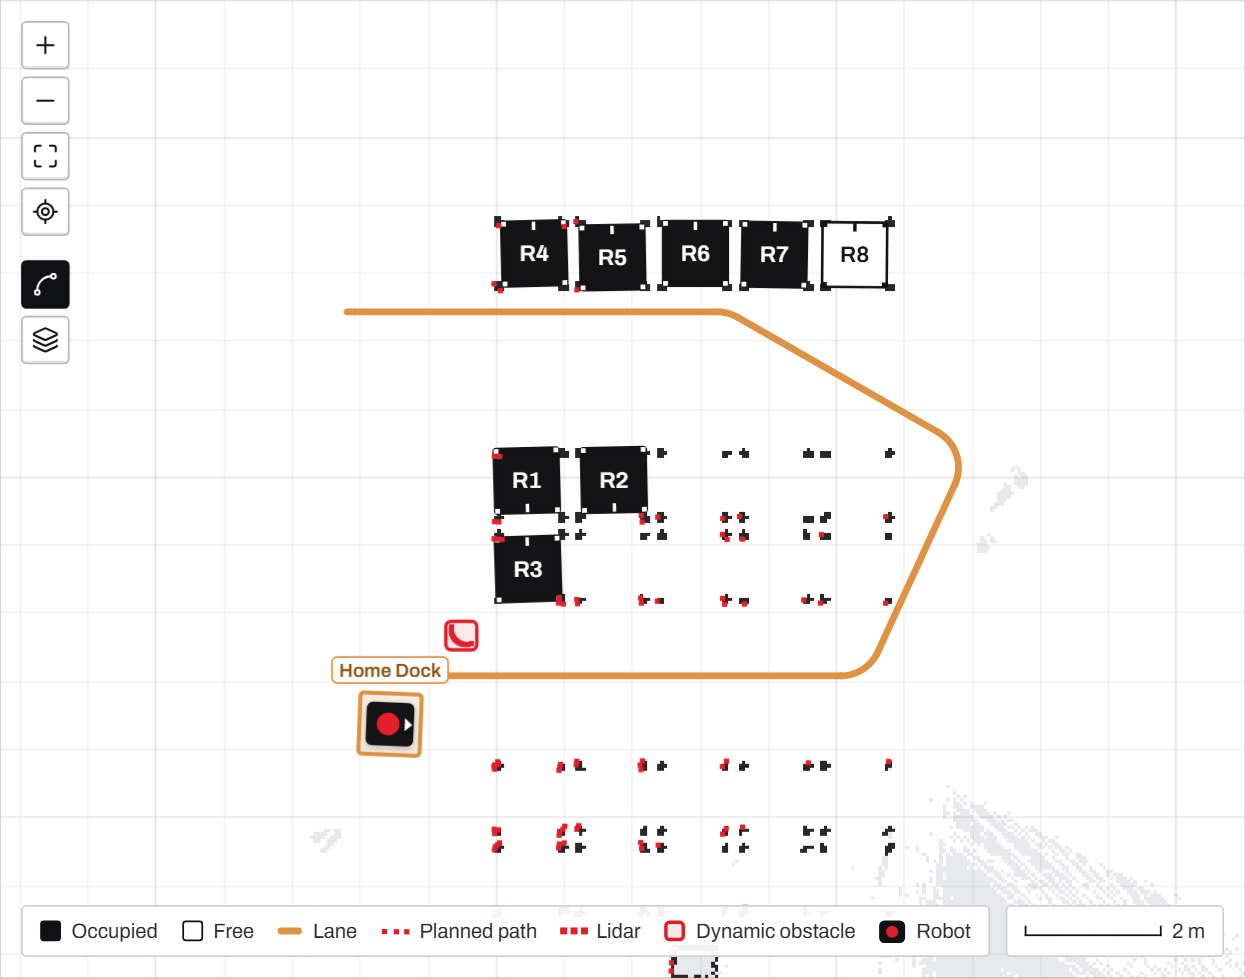 R4
R5
R6
R7
R8
R1
R2
R3
Home Dock
Occupied
Free
Lane
Planned path
Lidar
Dynamic obstacle
Robot
2 m